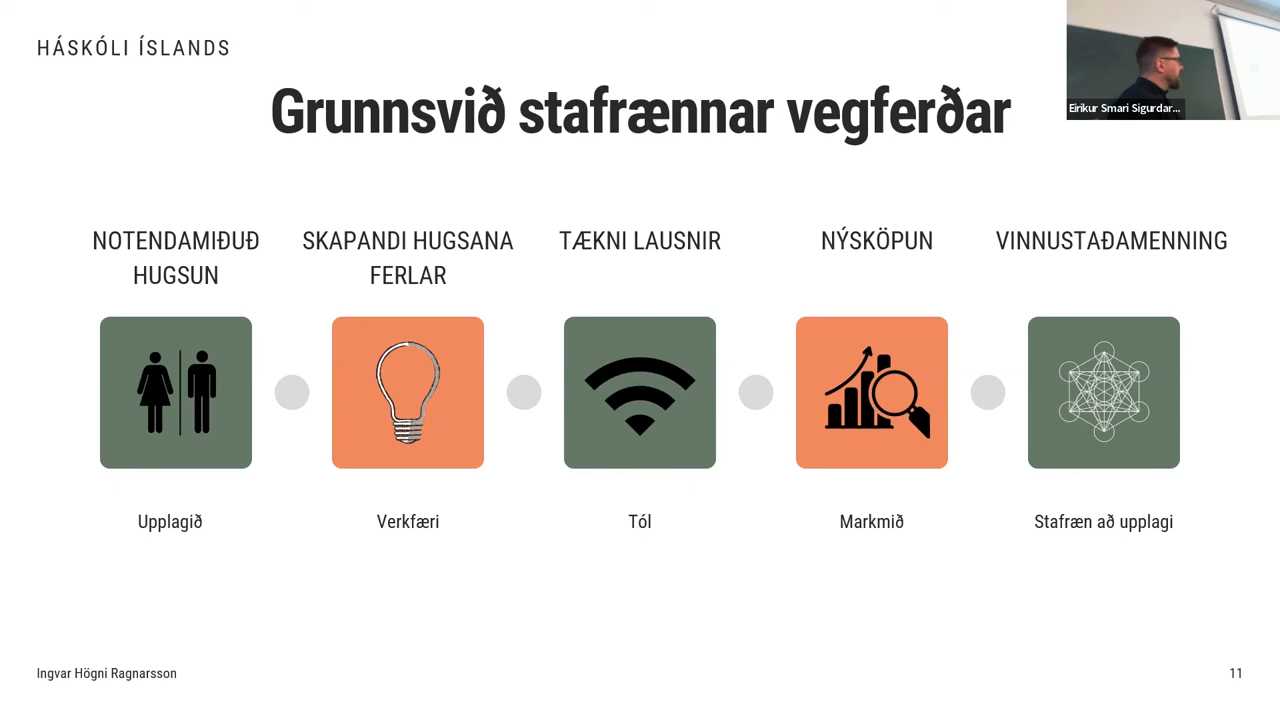 HÁSKÓLI ÍSLANDS
Eirikur Smari Sigurdar...
Grunnsvið stafrænnar vegferðar
NOTENDAMIÐUÐ
HUGSUN
SKAPANDI HUGSANA
FERLAR
TÆKNI LAUSNIR
NÝSKÖPUN
VINNUSTAÐAMENNING
Upplagið
Verkfæri
Tól
Markmið
Stafræn að upplagi
Ingvar Högni Ragnarsson
11